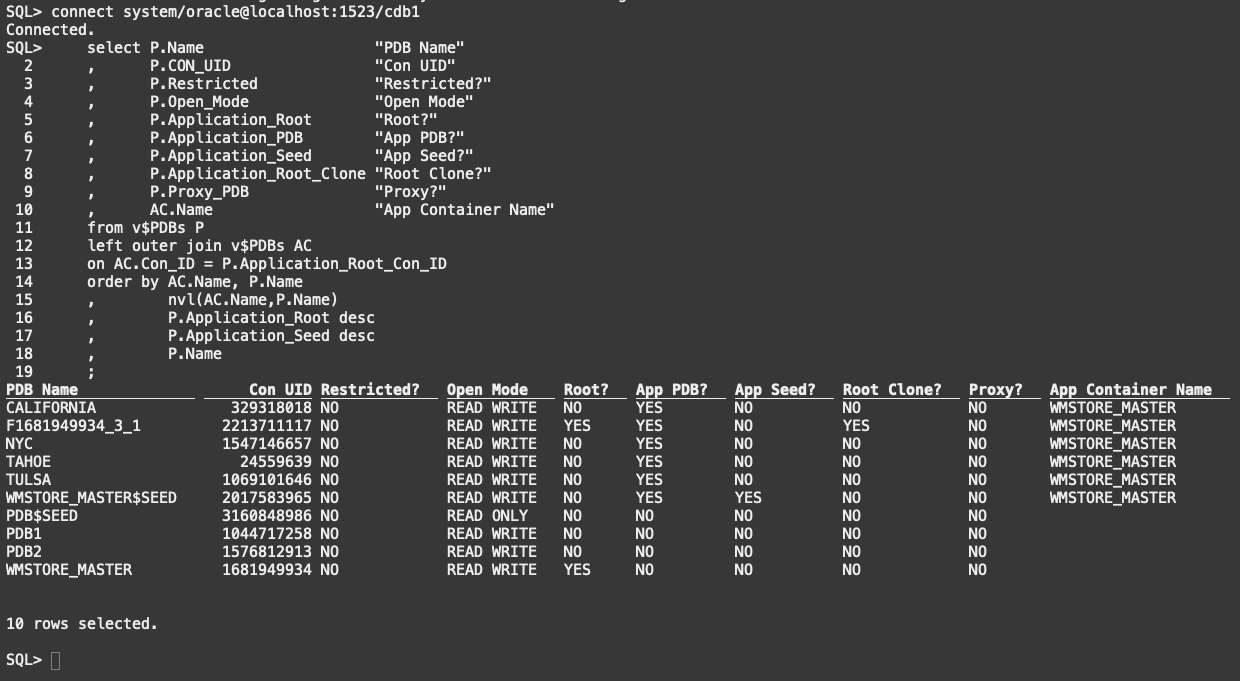 SQL> connect system/oracle@localhost:1523/cdb1
Connected.
SQL>     select P.Name                   "PDB Name"
  2      ,      P.CON_UID                "Con UID"
  3      ,      P.Restricted             "Restricted?"
  4      ,      P.Open_Mode              "Open Mode"
  5      ,      P.Application_Root       "Root?"
  6      ,      P.Application_PDB        "App PDB?"
  7      ,      P.Application_Seed       "App Seed?"
  8      ,      P.Application_Root_Clone "Root Clone?"
  9      ,      P.Proxy_PDB              "Proxy?"
 10      ,      AC.Name                  "App Container Name"
 11      from v$PDBs P
 12      left outer join v$PDBs AC
 13      on AC.Con_ID = P.Application_Root_Con_ID
 14      order by AC.Name, P.Name
 15      ,        nvl(AC.Name,P.Name)
 16      ,        P.Application_Root desc
 17      ,        P.Application_Seed desc
 18      ,        P.Name
 19      ;
PDB Name                   Con UID Restricted?   Open Mode   Root?   App PDB?   App Seed?   Root Clone?   Proxy?   App Container Name
CALIFORNIA               329318018 NO            READ WRITE  NO      YES        NO          NO            NO       WMSTORE_MASTER
F1681949934_3_1         2213711117 NO            READ WRITE  YES     YES        NO          YES           NO       WMSTORE_MASTER
NYC                     1547146657 NO            READ WRITE  NO      YES        NO          NO            NO       WMSTORE_MASTER
TAHOE                     24559639 NO            READ WRITE  NO      YES        NO          NO            NO       WMSTORE_MASTER
TULSA                   1069101646 NO            READ WRITE  NO      YES        NO          NO            NO       WMSTORE_MASTER
WMSTORE_MASTER$SEED     2017583965 NO            READ WRITE  NO      YES        YES         NO            NO       WMSTORE_MASTER
PDB$SEED                3160848986 NO            READ ONLY   NO      NO         NO          NO            NO
PDB1                    1044717258 NO            READ WRITE  NO      NO         NO          NO            NO
PDB2                    1576812913 NO            READ WRITE  NO      NO         NO          NO            NO
WMSTORE_MASTER          1681949934 NO            READ WRITE  YES     NO         NO          NO            NO
10 rows selected.
SQL>